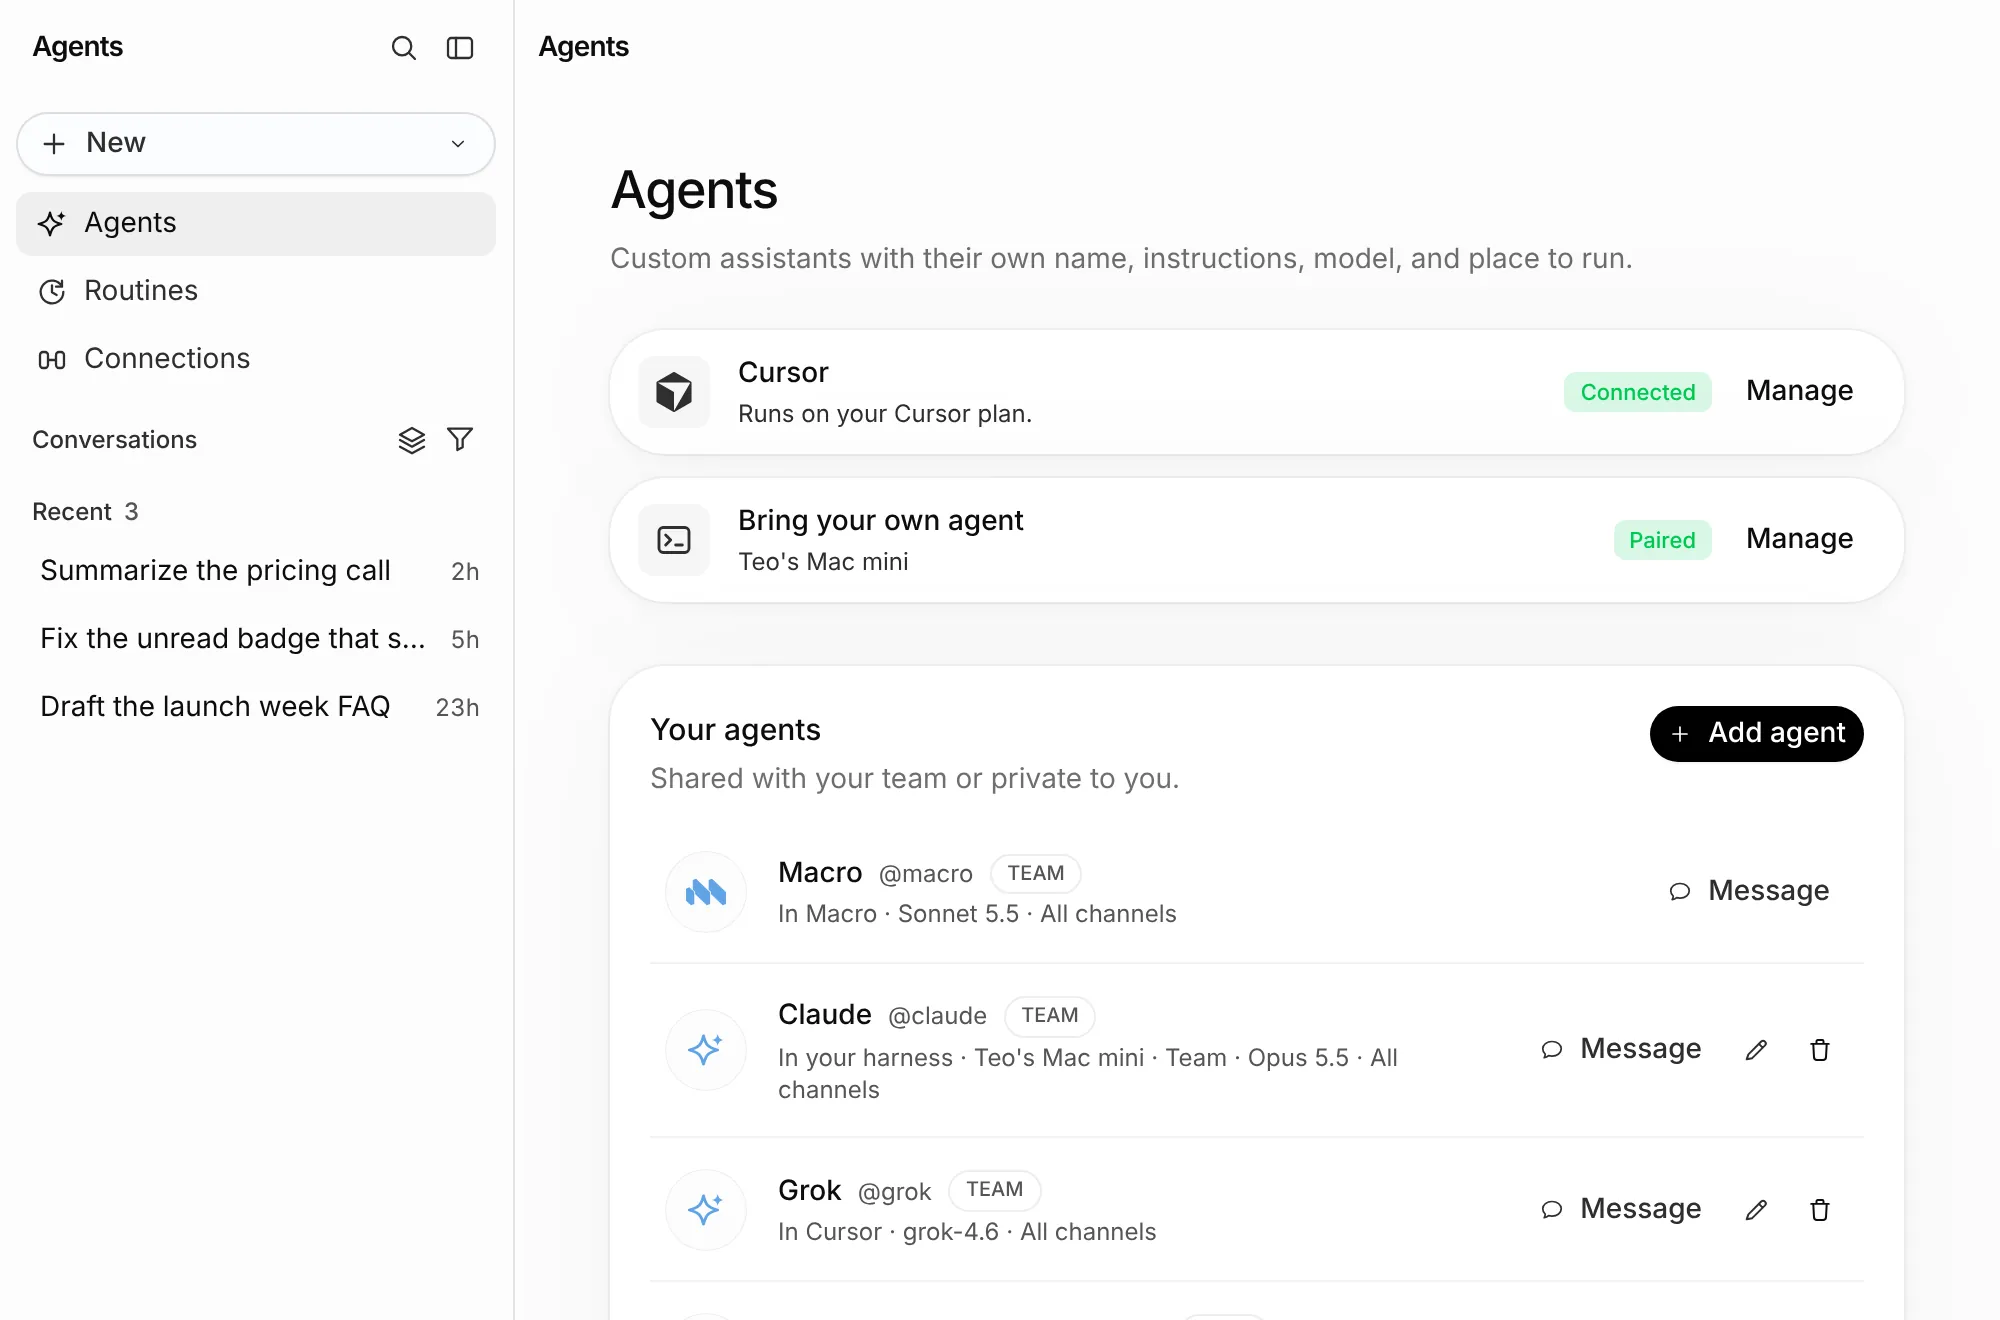 Agents
New
Agents
Routines
Connections
Conversations
Recent 3
Summarize the pricing call 2h
Fix the unread badge that s... 5h
Draft the launch week FAQ 23h
Agents
Agents
Custom assistants with their own name, instructions, model, and place to run.
Cursor
Runs on your Cursor plan.
Connected Manage
Bring your own agent
Teo's Mac mini
Paired Manage
Your agents
Shared with your team or private to you.
Add agent
Macro @macro TEAM
In Macro · Sonnet 5.5 · All channels
Message
Claude @claude TEAM
In your harness · Teo's Mac mini · Team · Opus 5.5 · All
channels
Message
Grok @grok TEAM
In Cursor · grok-4.6 · All channels
Message